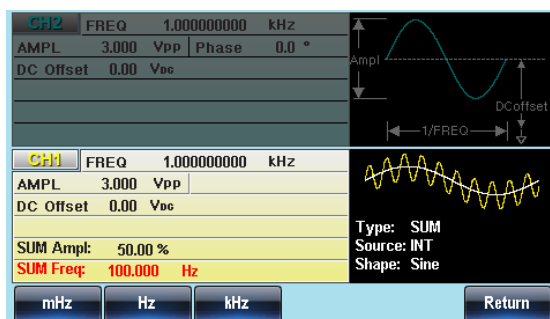 CH2 FREQ 1.000000000 kHz
AMPL 3.000 Vpp Phase 0.0 °
DC Offset 0.00 VDC
Ampl
DCoffset
1/FREQ
CH1 FREQ 1.000000000 kHz
AMPL 3.000 Vpp
DC Offset 0.00 VDC
SUM Ampl: 50.00 %
SUM Freq: 100.000 Hz
Type: SUM
Source: INT
Shape: Sine
mHz Hz kHz Return